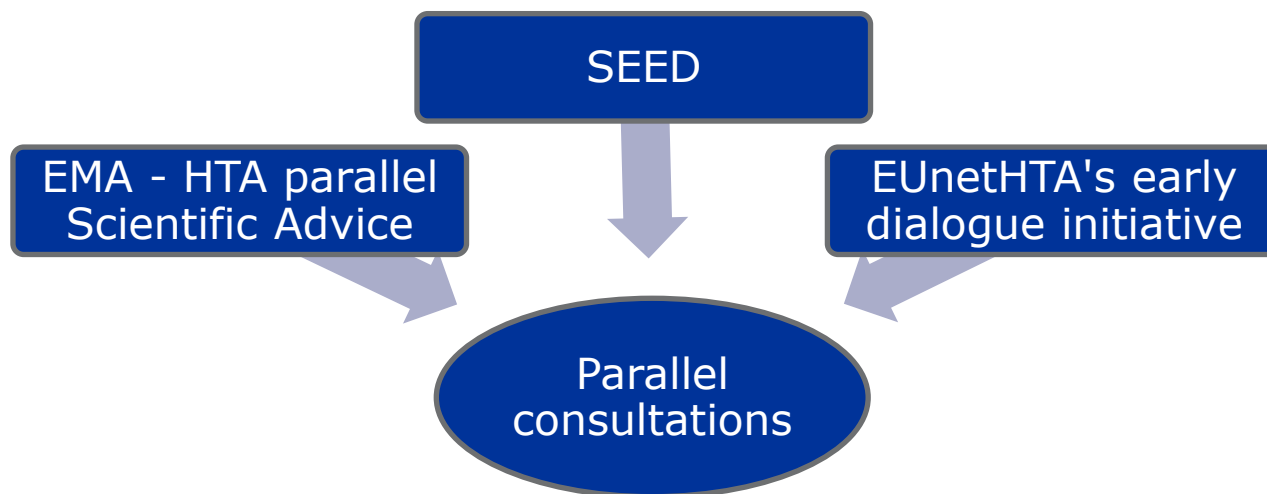 SEED
EMA - HTA parallel
Scientific Advice
EUnetHTA's early
dialogue initiative
Parallel
consultations